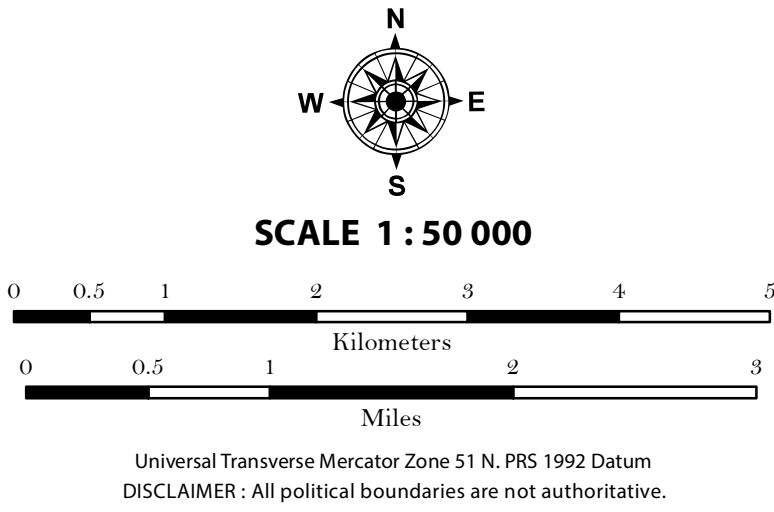 N
W E
S
SCALE 1 : 50 000
0 0.5 1 2 3 4 5
Kilometers
0 0.5 1 2 3
Miles
Universal Transverse Mercator Zone 51 N. PRS 1992 Datum
DISCLAIMER : All political boundaries are not authoritative.